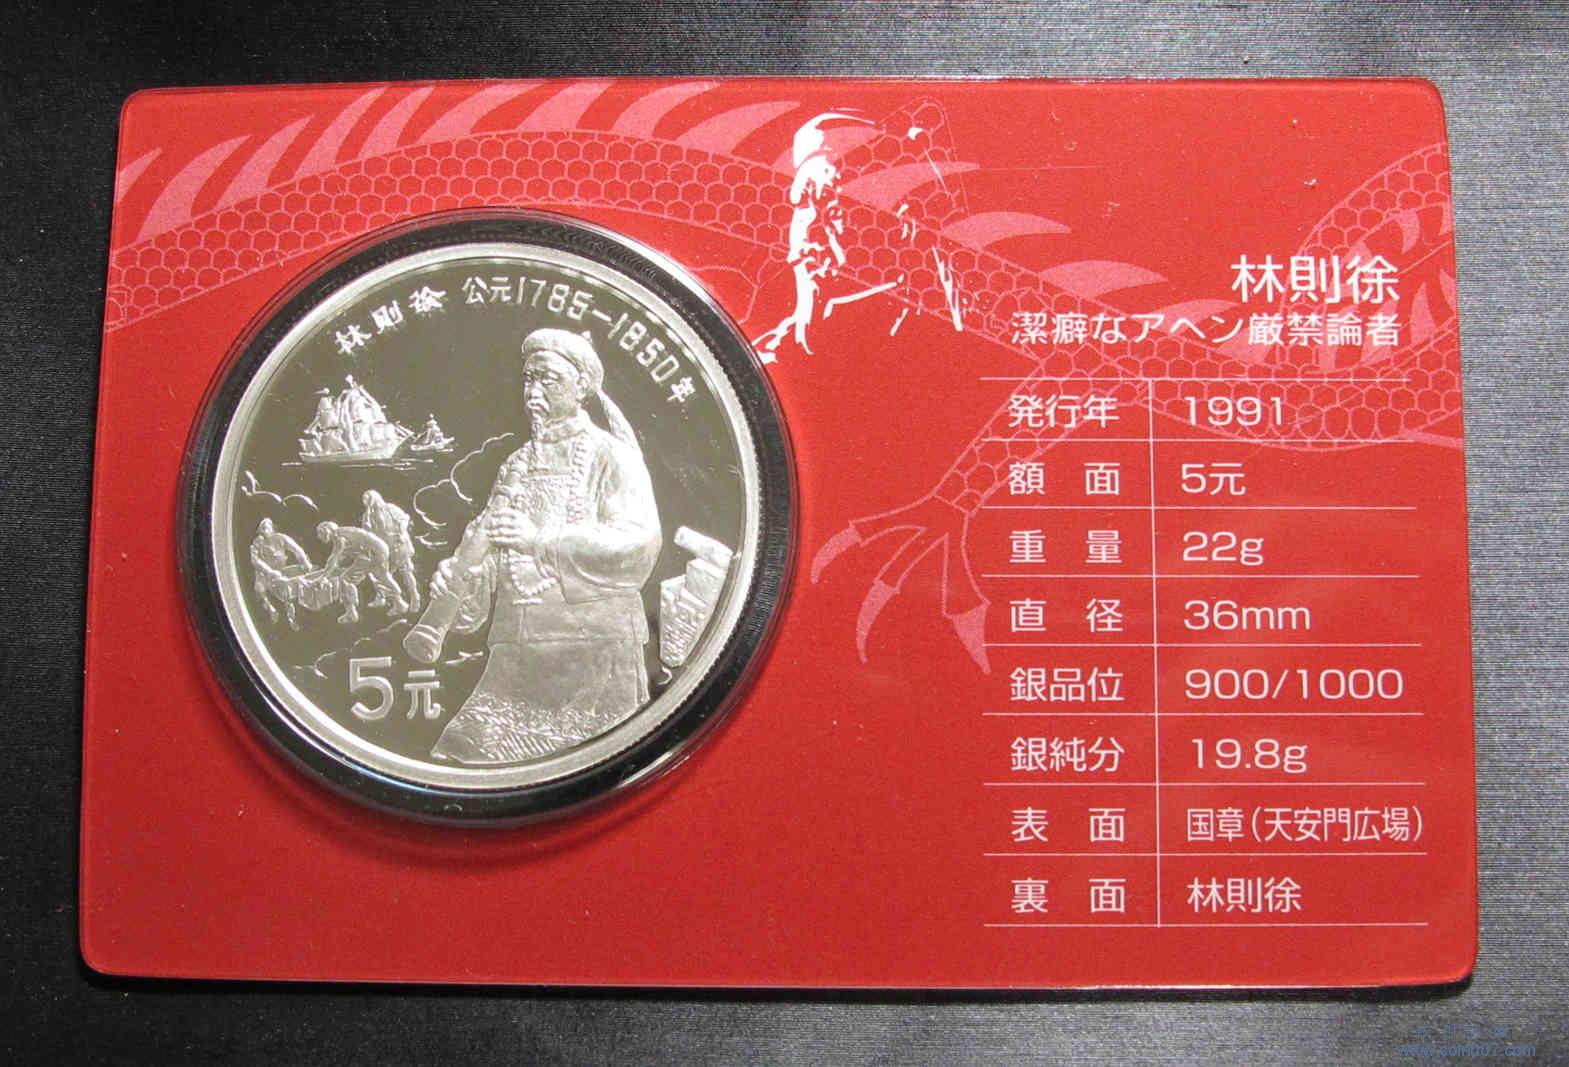 林則徐 公元1785-1850年
5元
林則徐
潔癖なアヘン厳禁論者
発行年 1991
額面 5元
重量 22g
直径 36mm
銀品位 900/1000
銀純分 19.8g
表面 国章(天安門広場)
裏面 林則徐
www.coin007.com